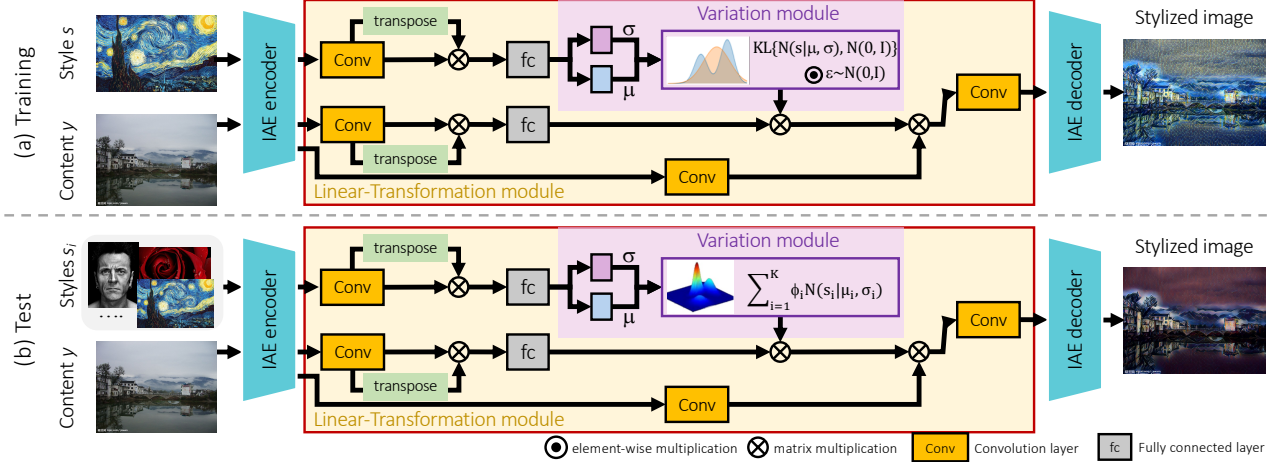 (a) Training
Styles s
Content y
IAE encoder
transpose
Conv
fc
σ
μ
Variation module
KL{N(s|μ, σ), N(0, I)}
ε~N(0,I)
Conv
transpose
fc
Conv
Linear-Transformation module
Conv
IAE decoder
Stylized image
(b) Test
Styles sᵢ
....
Content y
IAE encoder
transpose
Conv
fc
σ
μ
Variation module
∑ᵢ₌₁ᴷ ϕᵢN(sᵢ|μᵢ, σᵢ)
Conv
transpose
fc
Conv
Linear-Transformation module
Conv
IAE decoder
Stylized image
element-wise multiplication
matrix multiplication
Conv Convolution layer
fc Fully connected layer